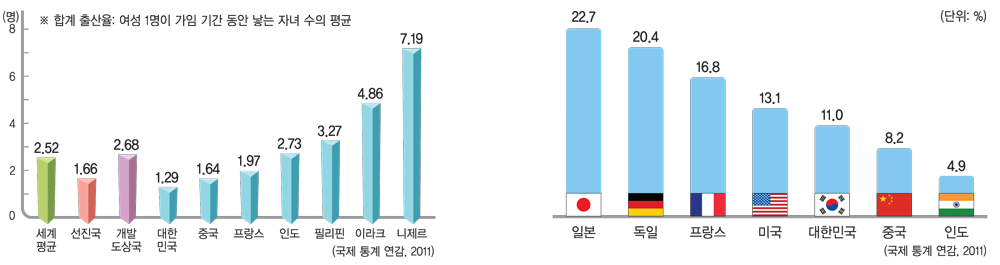 (명)
※ 합계 출산율: 여성 1명이 가임 기간 동안 낳는 자녀 수의 평균
8
6
4
2
0
2.52
1.66
2.68
1.29
1.64
1.97
2.73
3.27
4.86
7.19
세계
평균
선진국
개발
도상국
대한
민국
중국
프랑스
인도
필리핀
이라크
니제르
(국제 통계 연감, 2011)
(단위: %)
22.7
20.4
16.8
13.1
11.0
8.2
4.9
일본
독일
프랑스
미국
대한민국
중국
인도
(국제 통계 연감, 2011)